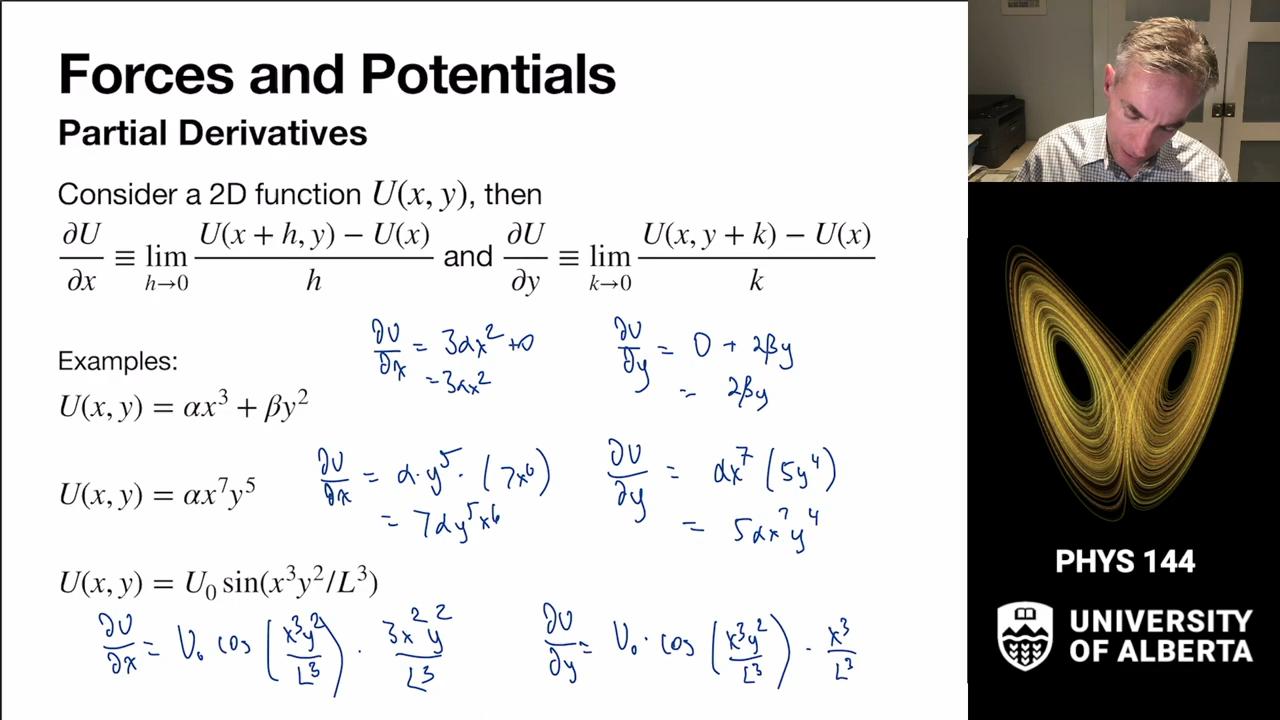 Forces and Potentials
Partial Derivatives
Consider a 2D function U(x, y), then
∂U/∂x ≡ lim h→0 (U(x + h, y) − U(x))/h and ∂U/∂y ≡ lim k→0 (U(x, y + k) − U(x))/k
Examples:
∂U/∂x = 3αx² + 0
= 3αx²
∂U/∂y = 0 + 2βy
= 2βy
U(x, y) = αx³ + βy²
U(x, y) = αx⁷y⁵
∂U/∂x = α · y⁵ · (7x⁶)
= 7αy⁵x⁶
∂U/∂y = αx⁷ (5y⁴)
= 5αx⁷y⁴
U(x, y) = U₀ sin(x³y²/L³)
∂U/∂x = U₀ cos(x³y²/L³) · 3x²y²/L³
∂U/∂y = U₀ · cos(x³y²/L³) · x³/L³
PHYS 144
UNIVERSITY
OF ALBERTA